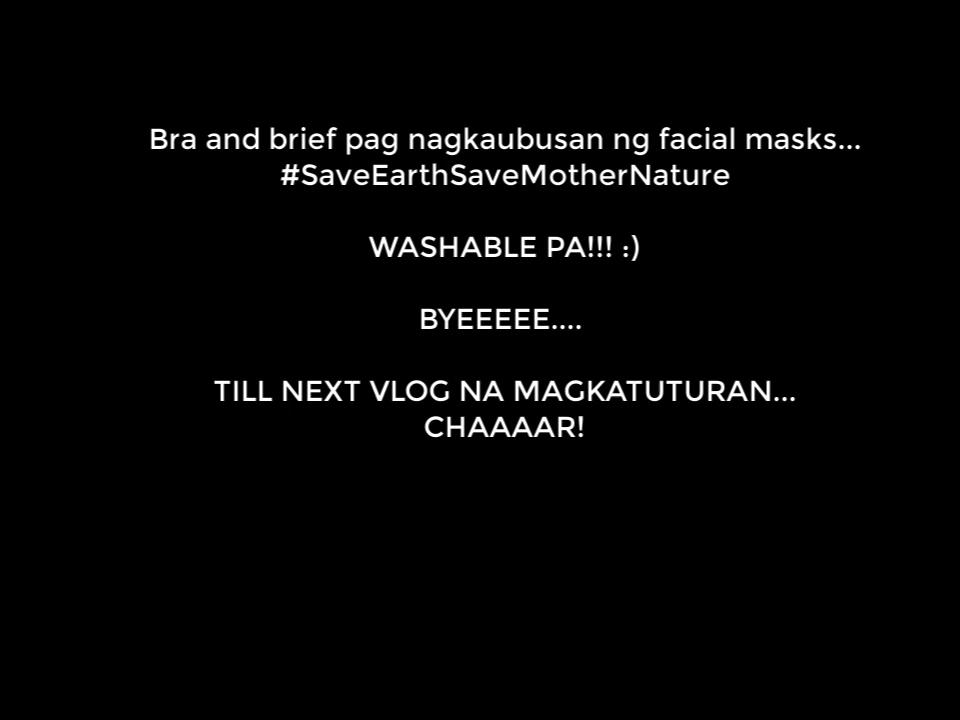 Bra and brief pag nagkaubusan ng facial masks...
#SaveEarthSaveMotherNature
WASHABLE PA!!! :)
BYEEEEE....
TILL NEXT VLOG NA MAGKATUTURAN...
CHAAAAR!